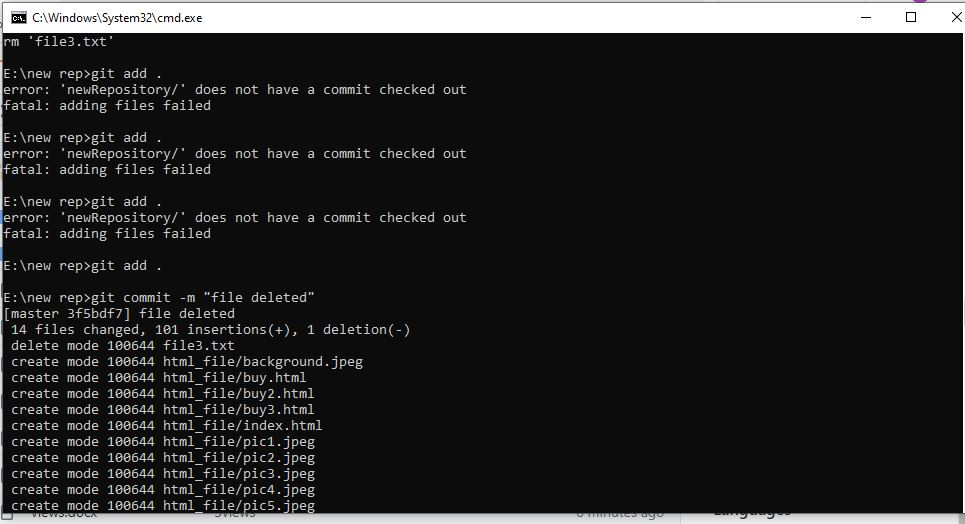 C:\Windows\System32\cmd.exe
rm 'file3.txt'
E:\new rep>git add .
error: 'newRepository/' does not have a commit checked out
fatal: adding files failed
E:\new rep>git add .
error: 'newRepository/' does not have a commit checked out
fatal: adding files failed
E:\new rep>git add .
error: 'newRepository/' does not have a commit checked out
fatal: adding files failed
E:\new rep>git add .
E:\new rep>git commit -m "file deleted"
[master 3f5bdf7] file deleted
 14 files changed, 101 insertions(+), 1 deletion(-)
 delete mode 100644 file3.txt
 create mode 100644 html_file/background.jpeg
 create mode 100644 html_file/buy.html
 create mode 100644 html_file/buy2.html
 create mode 100644 html_file/buy3.html
 create mode 100644 html_file/index.html
 create mode 100644 html_file/pic1.jpeg
 create mode 100644 html_file/pic2.jpeg
 create mode 100644 html_file/pic3.jpeg
 create mode 100644 html_file/pic4.jpeg
 create mode 100644 html_file/pic5.jpeg
views.docx 6 minutes ago Languages